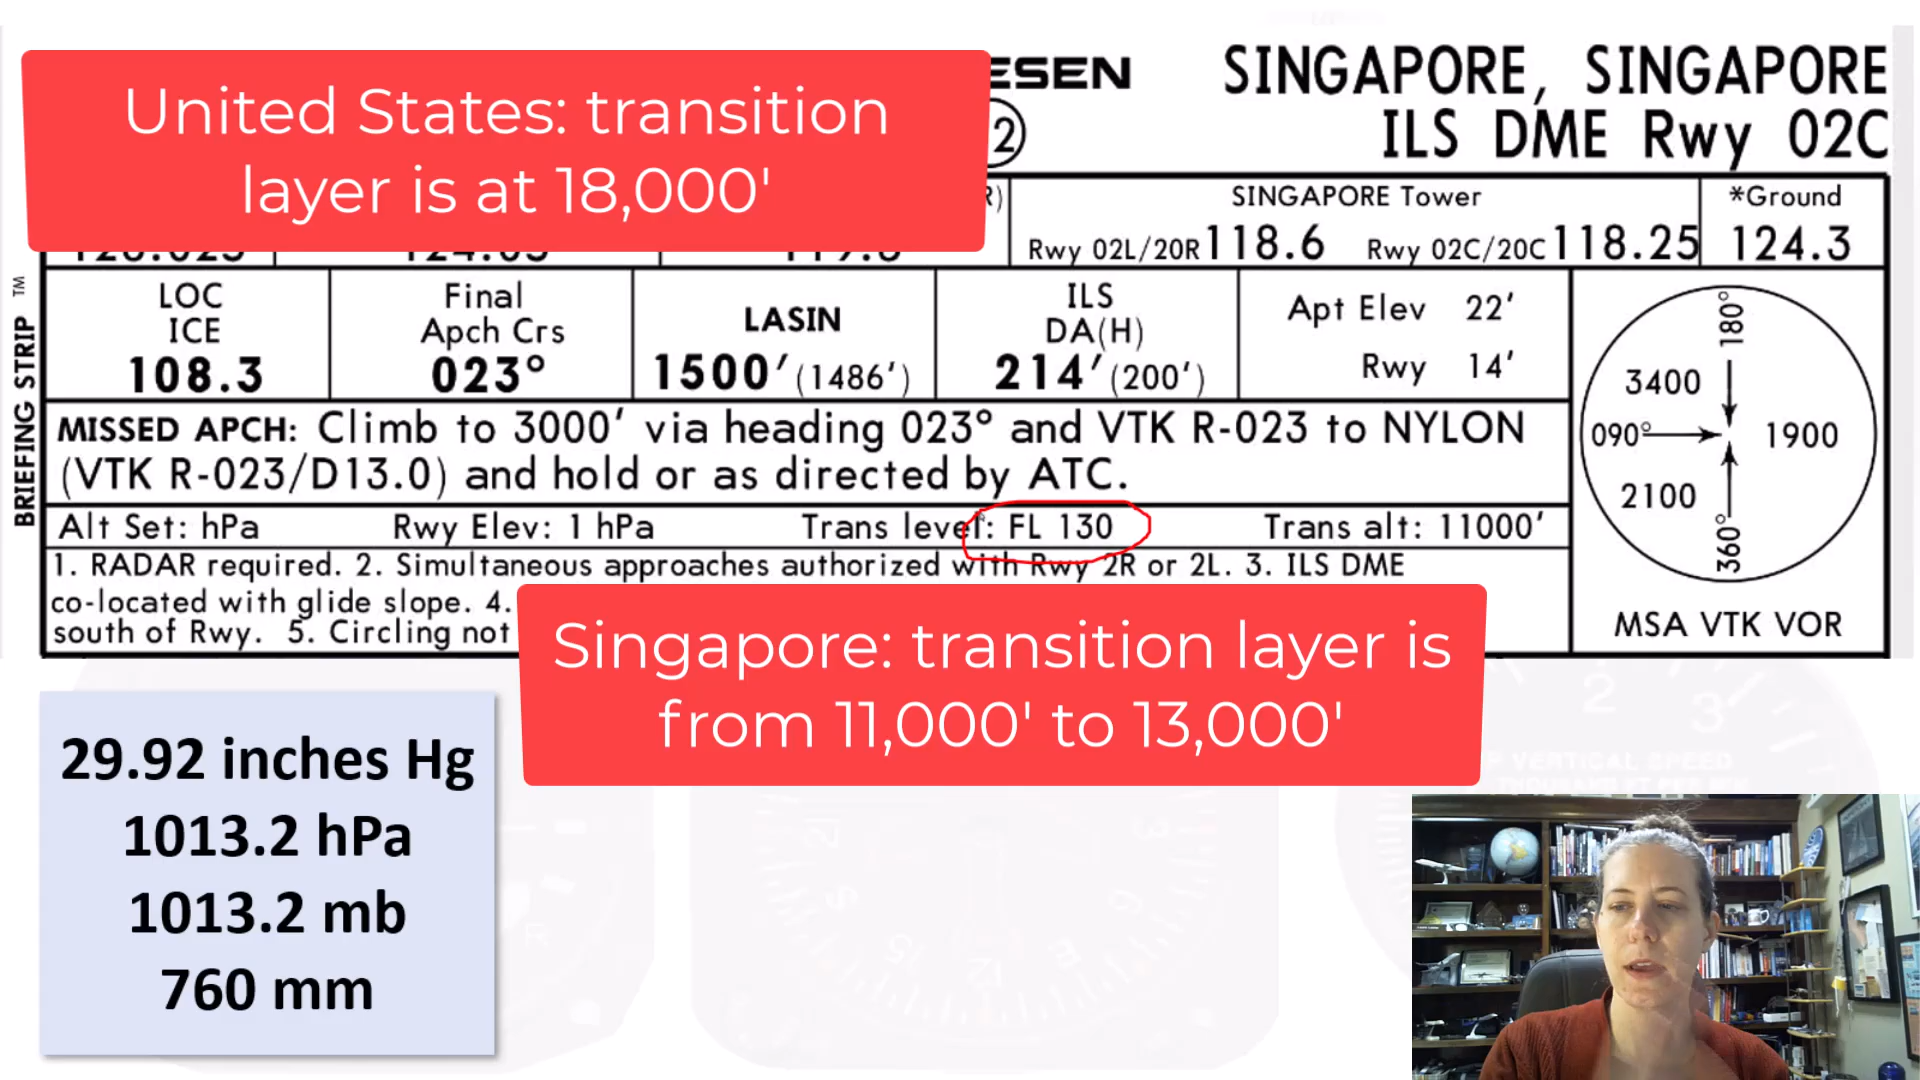 United States: transition
layer is at 18,000'
ESEN
SINGAPORE, SINGAPORE
2
ILS DME Rwy 02C
R)
SINGAPORE Tower
*Ground
Rwy 02L/20R 118.6 Rwy 02C/20C 118.25
124.3
BRIEFING STRIP TM
LOC
ICE
108.3
Final
Apch Crs
023°
LASIN
1500' (1486')
ILS
DA(H)
214' (200')
Apt Elev 22'
Rwy 14'
MISSED APCH: Climb to 3000' via heading 023° and VTK R-023 to NYLON
(VTK R-023/D13.0) and hold or as directed by ATC.
Alt Set: hPa Rwy Elev: 1 hPa Trans level: FL 130 Trans alt: 11000'
1. RADAR required. 2. Simultaneous approaches authorized with Rwy 2R or 2L. 3. ILS DME
co-located with glide slope. 4.
south of Rwy. 5. Circling not
180°
3400
090°
1900
2100
360°
MSA VTK VOR
Singapore: transition layer is
from 11,000' to 13,000'
29.92 inches Hg
1013.2 hPa
1013.2 mb
760 mm
2
3
VERTICAL SPEED